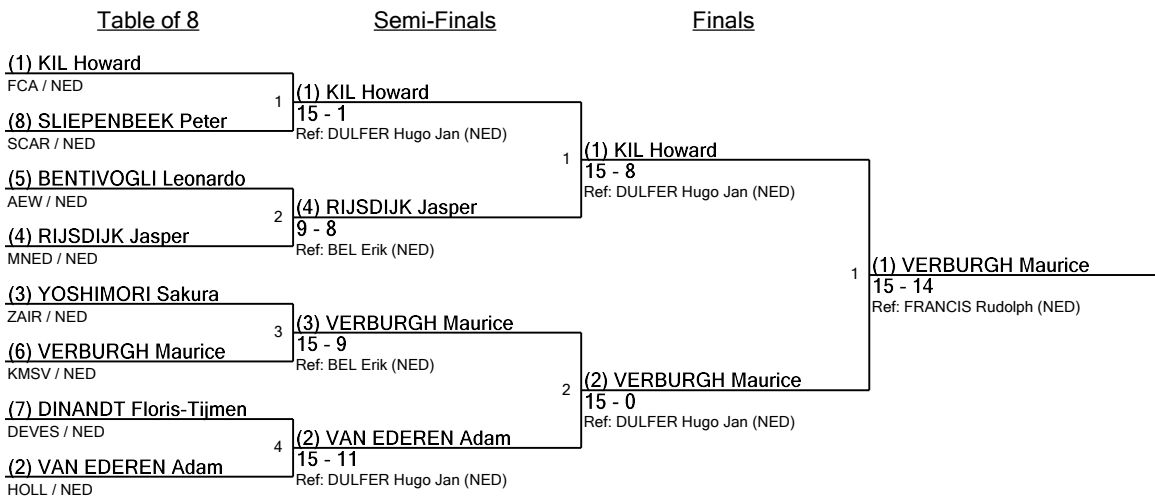 Table of 8
Semi-Finals
Finals
(1) KIL Howard
FCA / NED
1
(8) SLIEPENBEEK Peter
SCAR / NED
(5) BENTIVOGLI Leonardo
AEW / NED
2
(4) RIJSDIJK Jasper
MNED / NED
(3) YOSHIMORI Sakura
ZAIR / NED
3
(6) VERBURGH Maurice
KMSV / NED
(7) DINANDT Floris-Tijmen
DEVES / NED
4
(2) VAN EDEREN Adam
HOLL / NED
(1) KIL Howard
15 - 1
Ref: DULFER Hugo Jan (NED)
1
(4) RIJSDIJK Jasper
9 - 8
Ref: BEL Erik (NED)
(3) VERBURGH Maurice
15 - 9
Ref: BEL Erik (NED)
2
(2) VAN EDEREN Adam
15 - 11
Ref: DULFER Hugo Jan (NED)
(1) KIL Howard
15 - 8
Ref: DULFER Hugo Jan (NED)
1
(2) VERBURGH Maurice
15 - 0
Ref: DULFER Hugo Jan (NED)
(1) VERBURGH Maurice
15 - 14
Ref: FRANCIS Rudolph (NED)